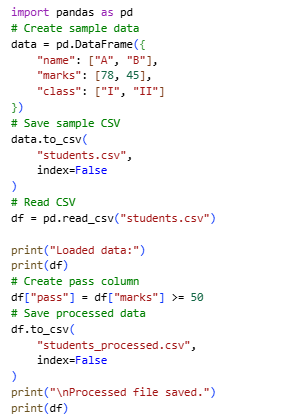 import pandas as pd
# Create sample data
data = pd.DataFrame({
    "name": ["A", "B"],
    "marks": [78, 45],
    "class": ["I", "II"]
})
# Save sample CSV
data.to_csv(
    "students.csv",
    index=False
)
# Read CSV
df = pd.read_csv("students.csv")

print("Loaded data:")
print(df)
# Create pass column
df["pass"] = df["marks"] >= 50
# Save processed data
df.to_csv(
    "students_processed.csv",
    index=False
)
print("\nProcessed file saved.")
print(df)